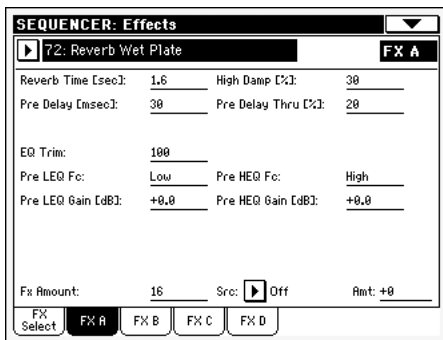 SEQUENCER: Effects
72: Reverb Wet Plate FX A
Reverb Time [sec]: 1.6 High Damp [%]: 30
Pre Delay [msec]: 30 Pre Delay Thru [%]: 20
EQ Trim: 100
Pre LEQ Fc: Low Pre HEQ Fc: High
Pre LEQ Gain [dB]: +0.0 Pre HEQ Gain [dB]: +0.0
Fx Amount: 16 Src: Off Amt: +0
FX Select FX A FX B FX C FX D